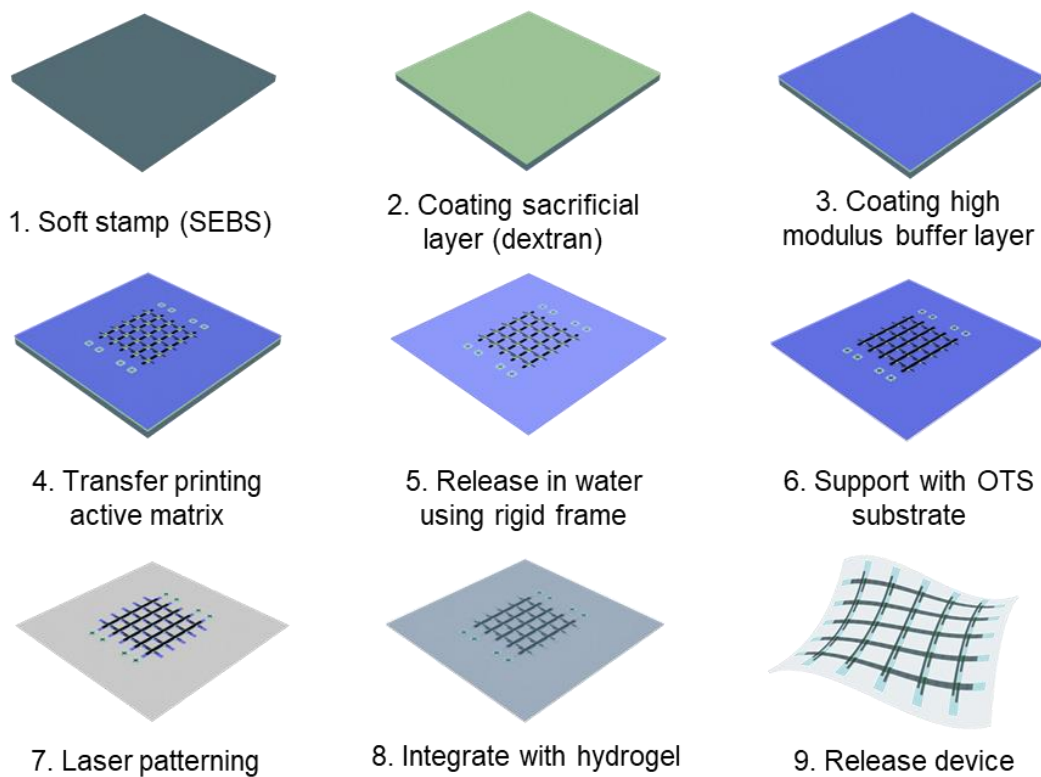 1. Soft stamp (SEBS)
2. Coating sacrificial
layer (dextran)
3. Coating high
modulus buffer layer
4. Transfer printing
active matrix
5. Release in water
using rigid frame
6. Support with OTS
substrate
7. Laser patterning
8. Integrate with hydrogel
9. Release device